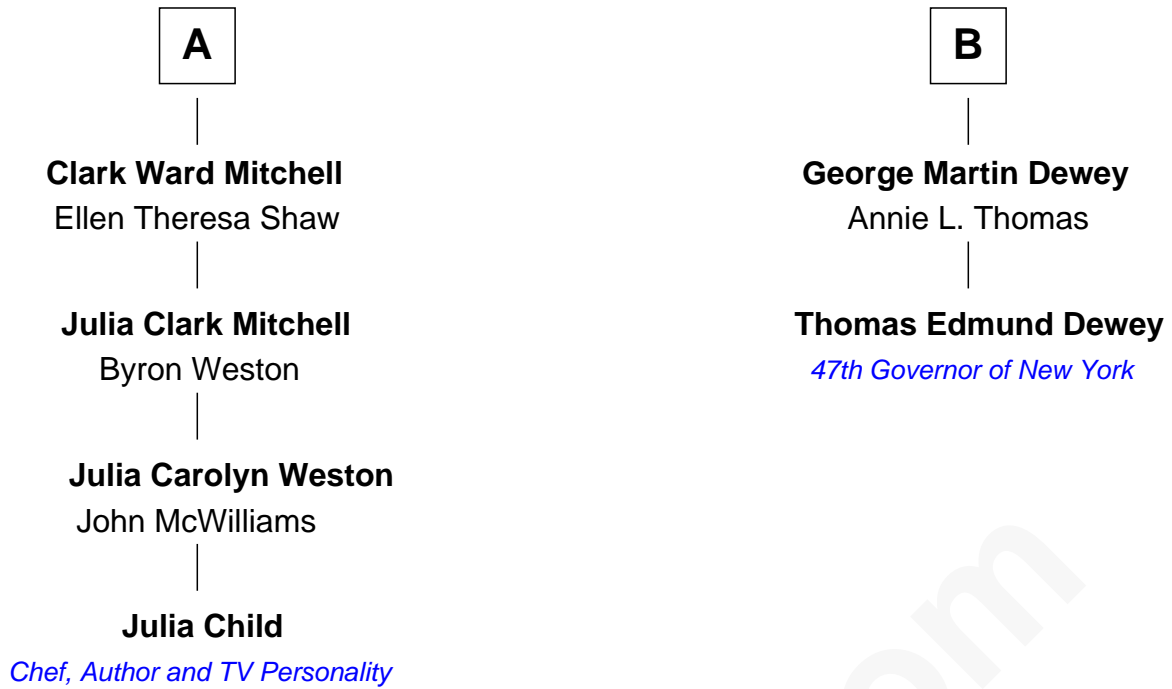 A
Clark Ward Mitchell
Ellen Theresa Shaw
Julia Clark Mitchell
Byron Weston
Julia Carolyn Weston
John McWilliams
Julia Child
Chef, Author and TV Personality
B
George Martin Dewey
Annie L. Thomas
Thomas Edmund Dewey
47th Governor of New York
om